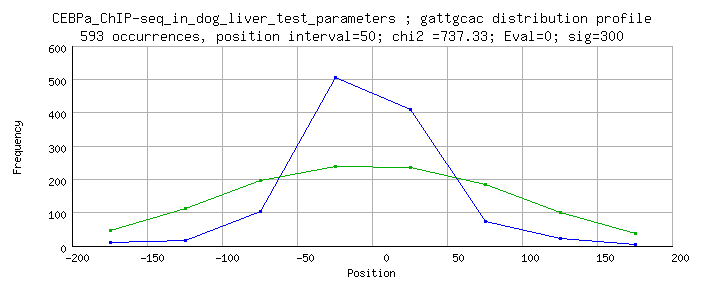 CEBPa_ChIP-seq_in_dog_liver_test_parameters ; gattgcac distribution profile
593 occurrences, position interval=50; chi2 =737.33; Eval=0; sig=300
600
500
400
300
200
100
0
Frequency
-200 -150 -100 -50 0 50 100 150 200
Position